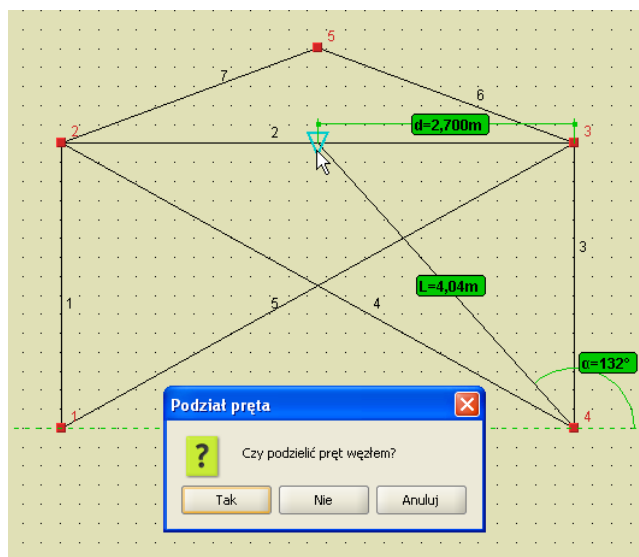 5
7
6
d=2,700m
2
2
3
L=4,04m
3
1
5
4
α=132°
1
4
Podział pręta
?
Czy podzielić pręt węzłem?
Tak Nie Anuluj